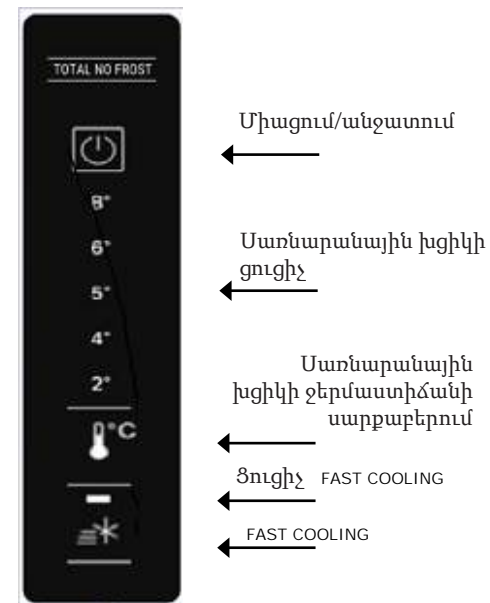 TOTAL NO FROST
Միացում/անջատում
8°
6°
Սառնարանային խցիկի
ցուցիչ
5°
4°
2°
Սառնարանային
խցիկի ջերմաստիճանի
սարքաբերում
°C
Ցուցիչ FAST COOLING
FAST COOLING